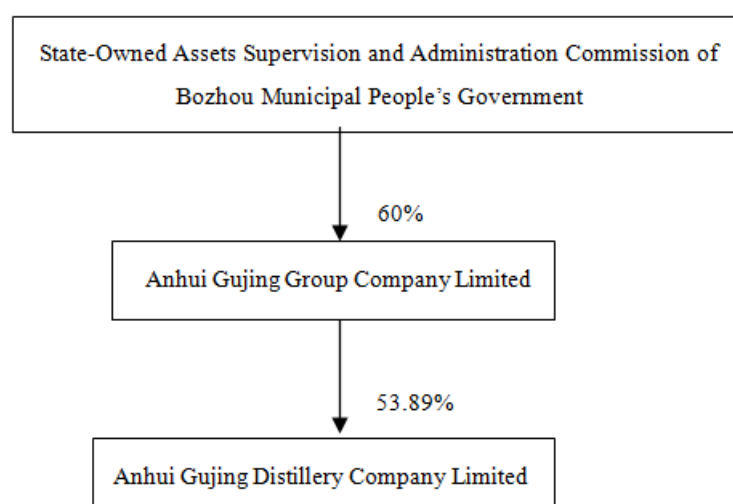 State-Owned Assets Supervision and Administration Commission of
Bozhou Municipal People’s Government
60%
Anhui Gujing Group Company Limited
53.89%
Anhui Gujing Distillery Company Limited